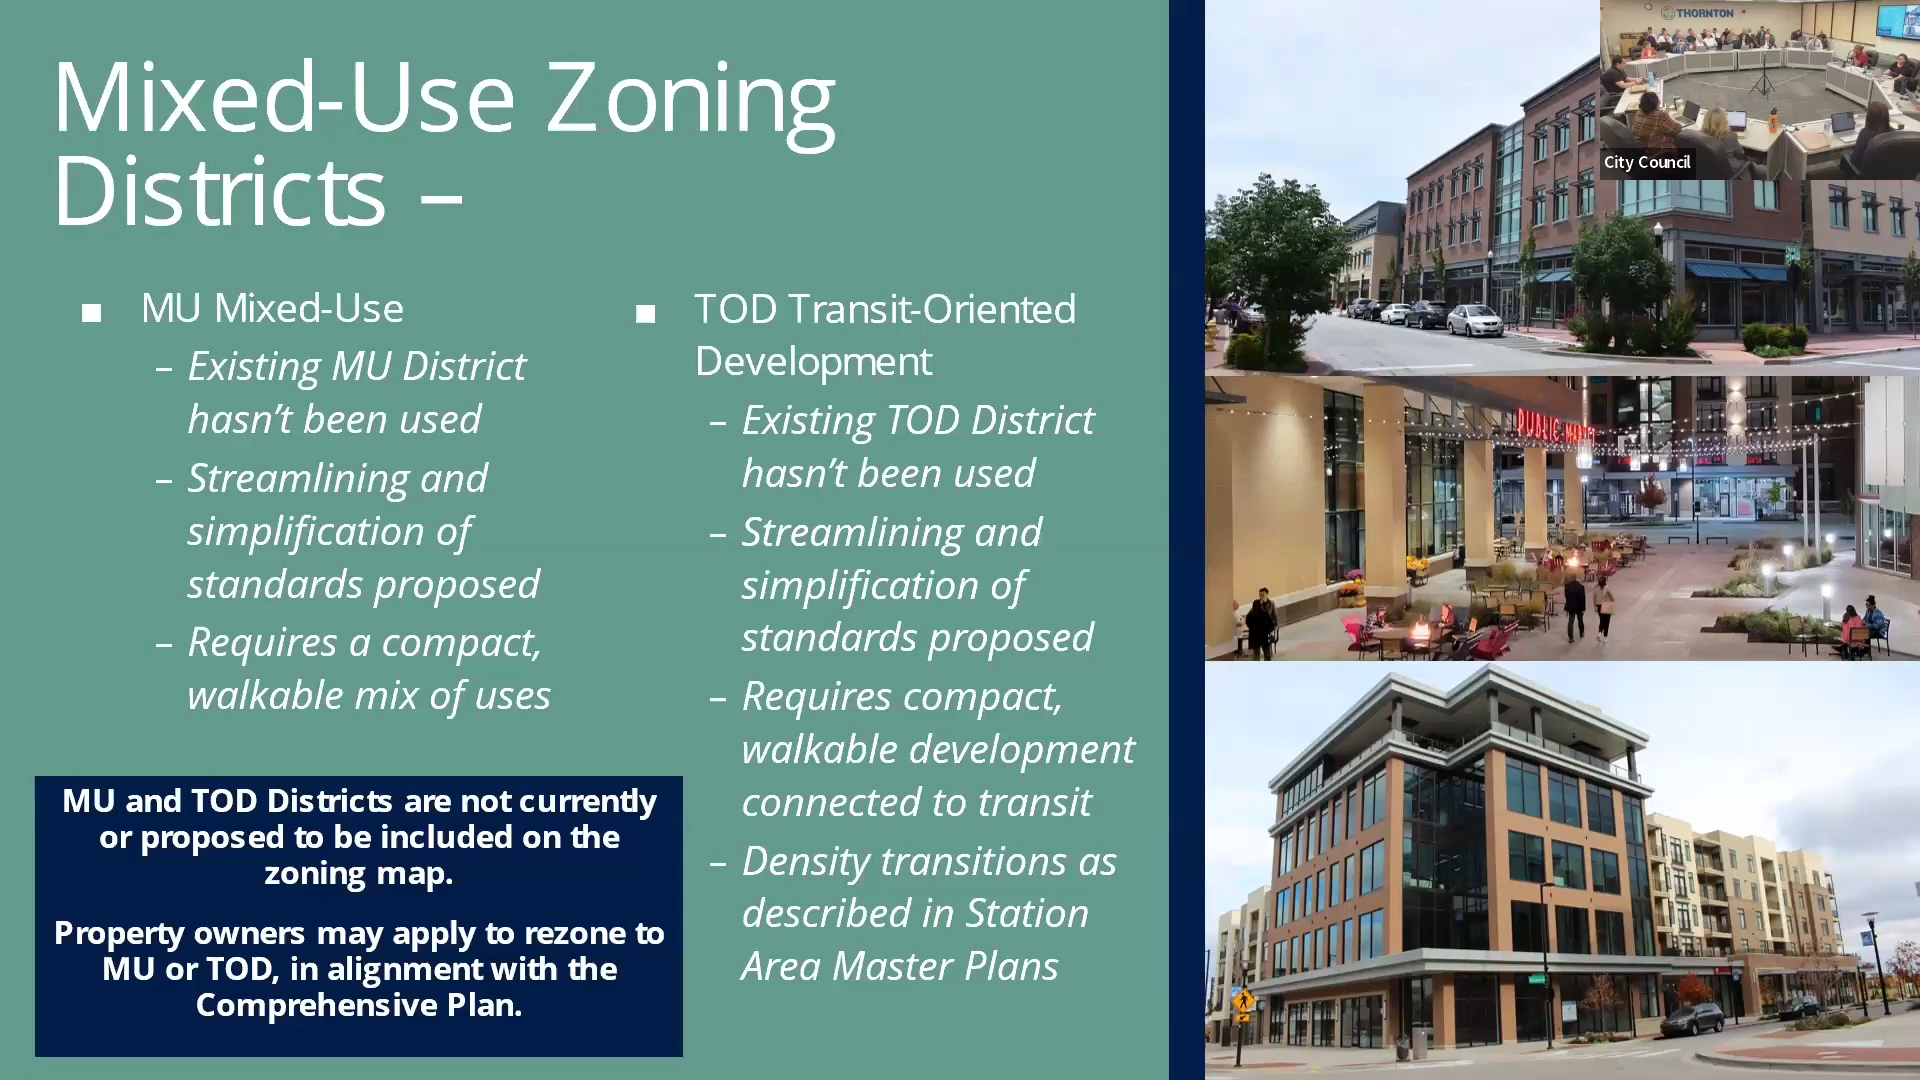 Mixed-Use Zoning
Districts –
■ MU Mixed-Use
– Existing MU District
hasn’t been used
– Streamlining and
simplification of
standards proposed
– Requires a compact,
walkable mix of uses
■ TOD Transit-Oriented
Development
– Existing TOD District
hasn’t been used
– Streamlining and
simplification of
standards proposed
– Requires compact,
walkable development
connected to transit
– Density transitions as
described in Station
Area Master Plans
MU and TOD Districts are not currently
or proposed to be included on the
zoning map.
Property owners may apply to rezone to
MU or TOD, in alignment with the
Comprehensive Plan.
THORNTON
City Council
PUBLIC MARKET